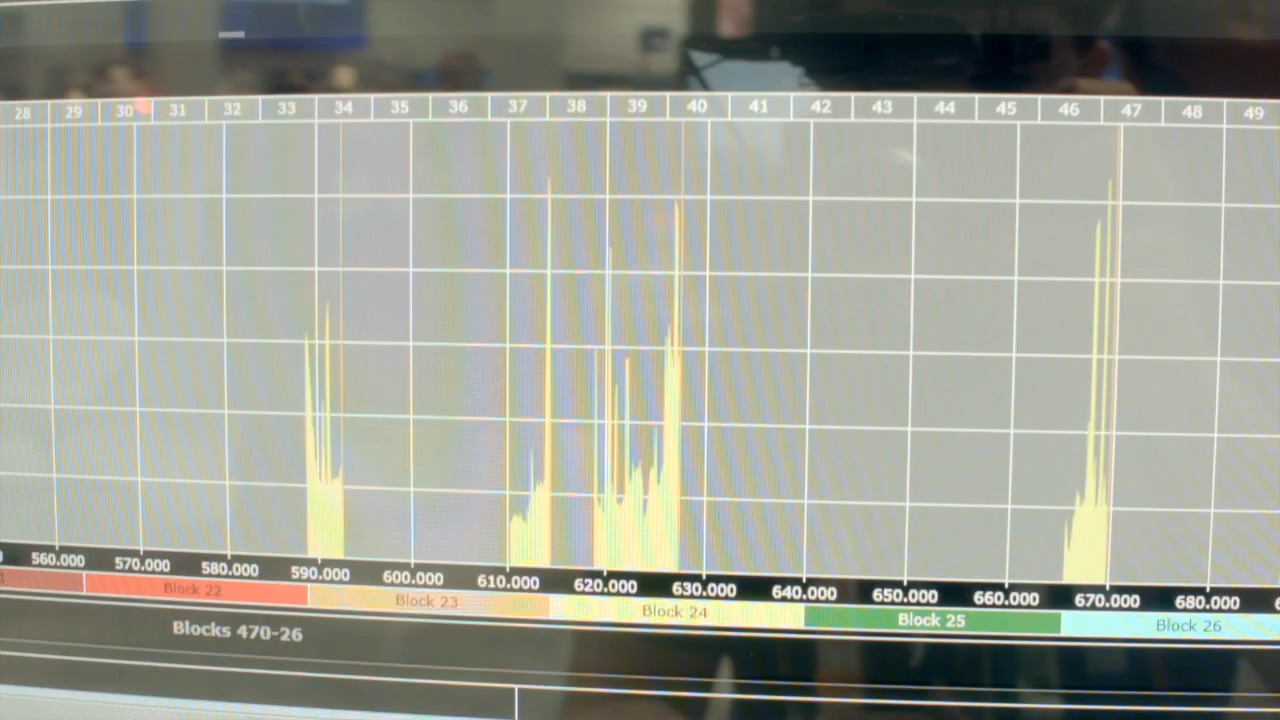 28 29 30 31 32 33 34 35 36 37 38 39 40 41 42 43 44 45 46 47 48 49
560.000 570.000 580.000 590.000 600.000 610.000 620.000 630.000 640.000 650.000 660.000 670.000 680.000
Block 22 Block 23 Block 24 Block 25 Block 26
Blocks 470-26